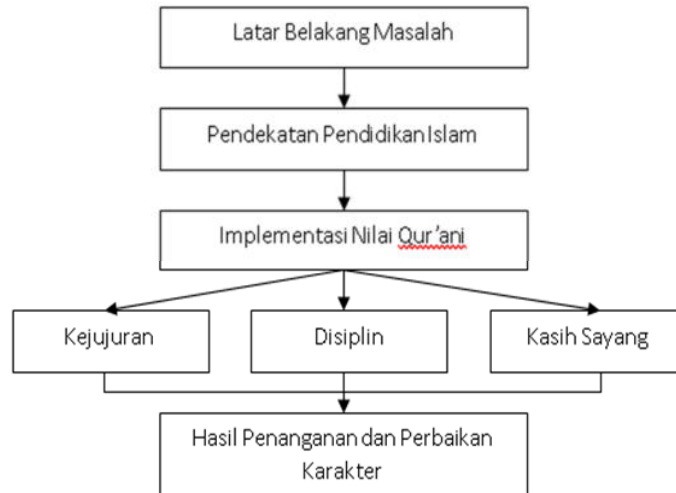 Latar Belakang Masalah
Pendekatan Pendidikan Islam
Implementasi Nilai Qur'ani
Kejujuran
Disiplin
Kasih Sayang
Hasil Penanganan dan Perbaikan
Karakter